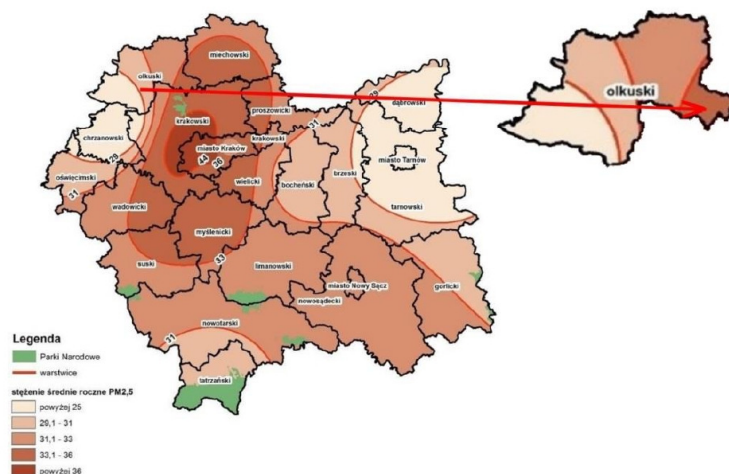 miechowski
olkuski
olkuski
29
dąbrowski
proszowicki
krakowski
31
chrzanowski
krakowski
miasto Kraków
miasto Tarnów
29
44
36
oświęcimski
wielicki
bocheński
brzeski
31
wadowicki
tarnowski
myślenicki
suski
33
limanowski
gorlicki
miasto Nowy Sącz
nowosądecki
nowotarski
31
tatrzański
Legenda
Parki Narodowe
warstwice
stężenie średnie roczne PM2,5
powyżej 25
29,1 - 31
31,1 - 33
33,1 - 36
powyżej 36